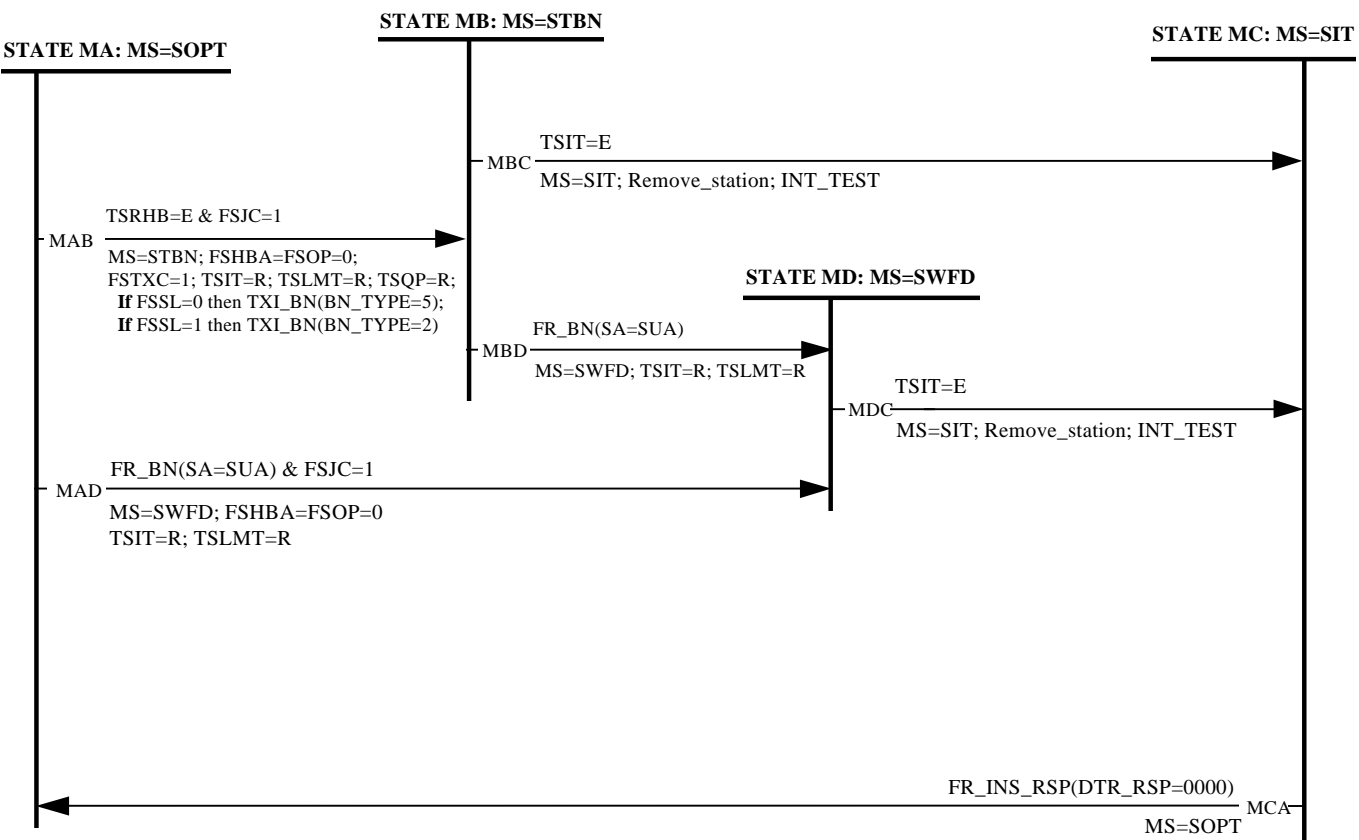 STATE MB: MS=STBN
STATE MC: MS=SIT
STATE MA: MS=SOPT
TSIT=E
MBC
MS=SIT; Remove_station; INT_TEST
TSRHB=E & FSJC=1
MAB
MS=STBN; FSHBA=FSOP=0;
FSTXC=1; TSIT=R; TSLMT=R; TSQP=R;
If FSSL=0 then TXI_BN(BN_TYPE=5);
If FSSL=1 then TXI_BN(BN_TYPE=2)
STATE MD: MS=SWFD
FR_BN(SA=SUA)
MBD
MS=SWFD; TSIT=R; TSLMT=R
TSIT=E
MDC
MS=SIT; Remove_station; INT_TEST
FR_BN(SA=SUA) & FSJC=1
MAD
MS=SWFD; FSHBA=FSOP=0
TSIT=R; TSLMT=R
FR_INS_RSP(DTR_RSP=0000)
MCA
MS=SOPT